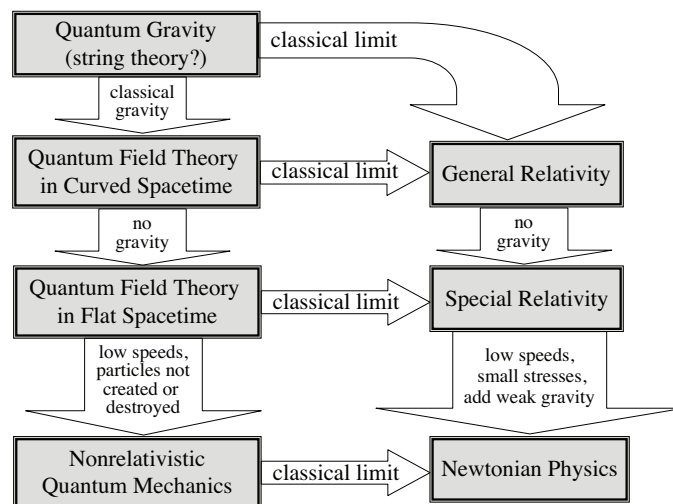 Quantum Gravity
(string theory?)
classical limit
classical
gravity
Quantum Field Theory
in Curved Spacetime
classical limit
General Relativity
no
gravity
no
gravity
Quantum Field Theory
in Flat Spacetime
classical limit
Special Relativity
low speeds,
particles not
created or
destroyed
low speeds,
small stresses,
add weak gravity
Nonrelativistic
Quantum Mechanics
classical limit
Newtonian Physics